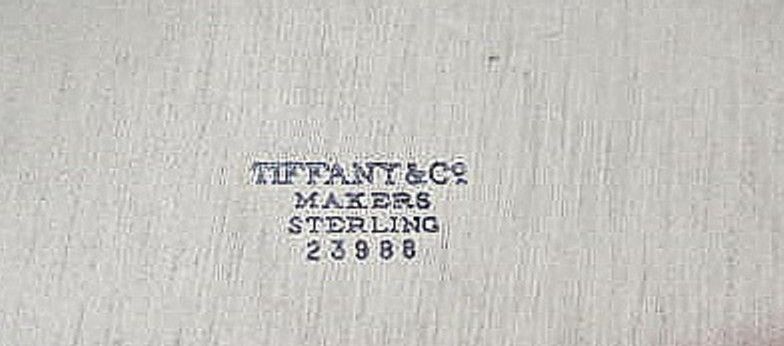 TIFFANY & Cº
MAKERS
STERLING
23988